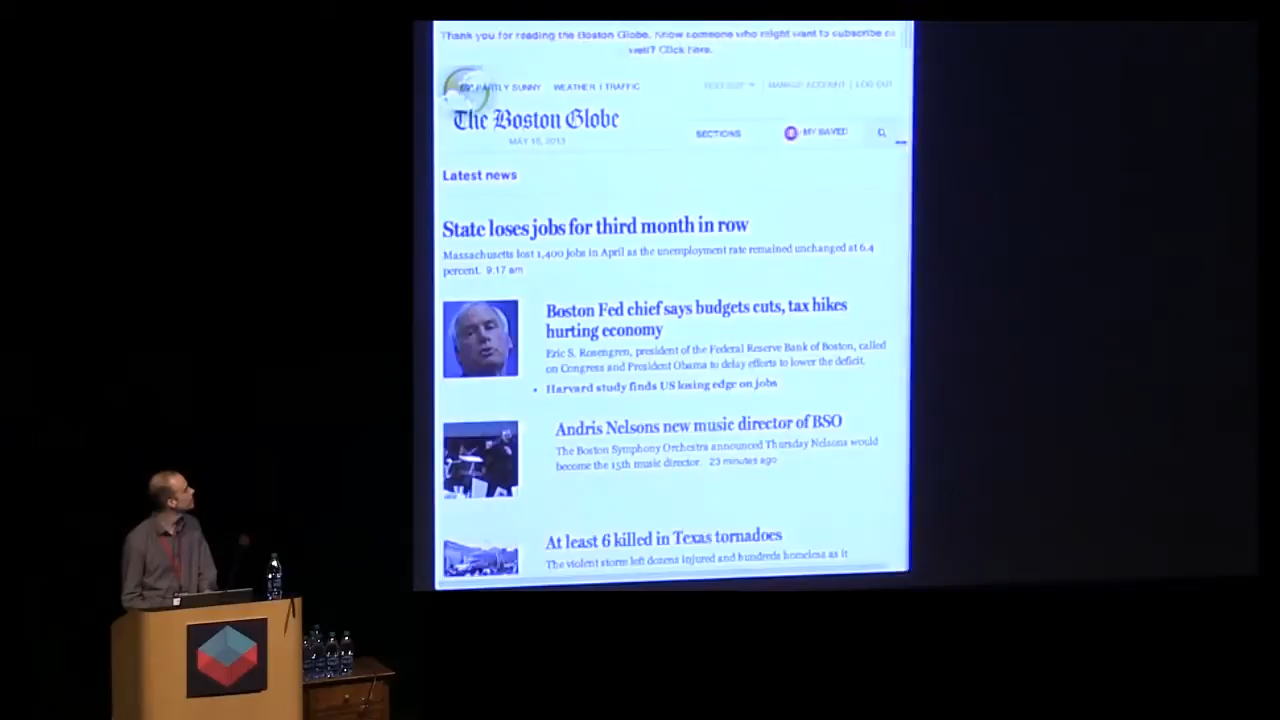 Thank you for reading the Boston Globe. Know someone who might want to subscribe as
well? Click here.
PARTLY SUNNY WEATHER | TRAFFIC MANAGE ACCOUNT | LOG OUT
The Boston Globe
MAY 16, 2013
SECTIONS MY SAVED
Latest news
State loses jobs for third month in row
Massachusetts lost 1,400 jobs in April as the unemployment rate remained unchanged at 6.4
percent. 9:17 am
Boston Fed chief says budgets cuts, tax hikes
hurting economy
Eric S. Rosengren, president of the Federal Reserve Bank of Boston, called
on Congress and President Obama to delay efforts to lower the deficit.
• Harvard study finds US losing edge on jobs
Andris Nelsons new music director of BSO
The Boston Symphony Orchestra announced Thursday Nelsons would
become the 15th music director. 23 minutes ago
At least 6 killed in Texas tornadoes
The violent storm left dozens injured and hundreds homeless as it